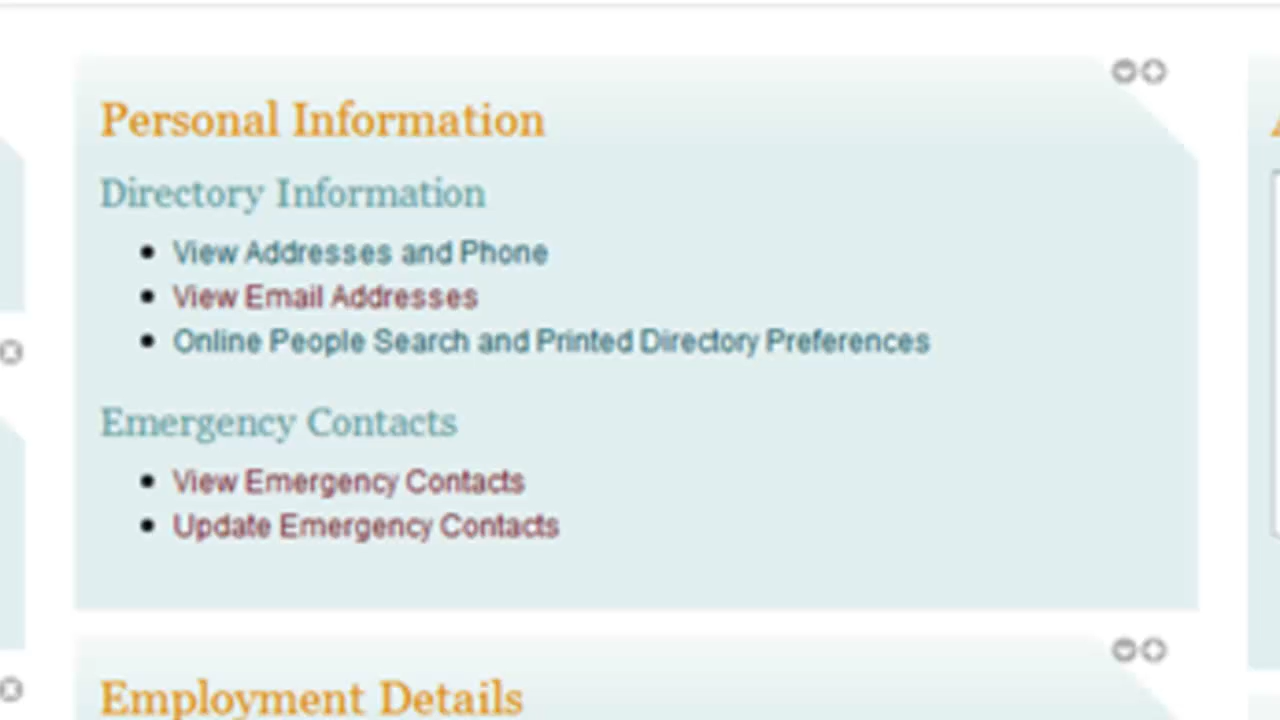 Personal Information
Directory Information
View Addresses and Phone
View Email Addresses
Online People Search and Printed Directory Preferences
Emergency Contacts
View Emergency Contacts
Update Emergency Contacts
Employment Details